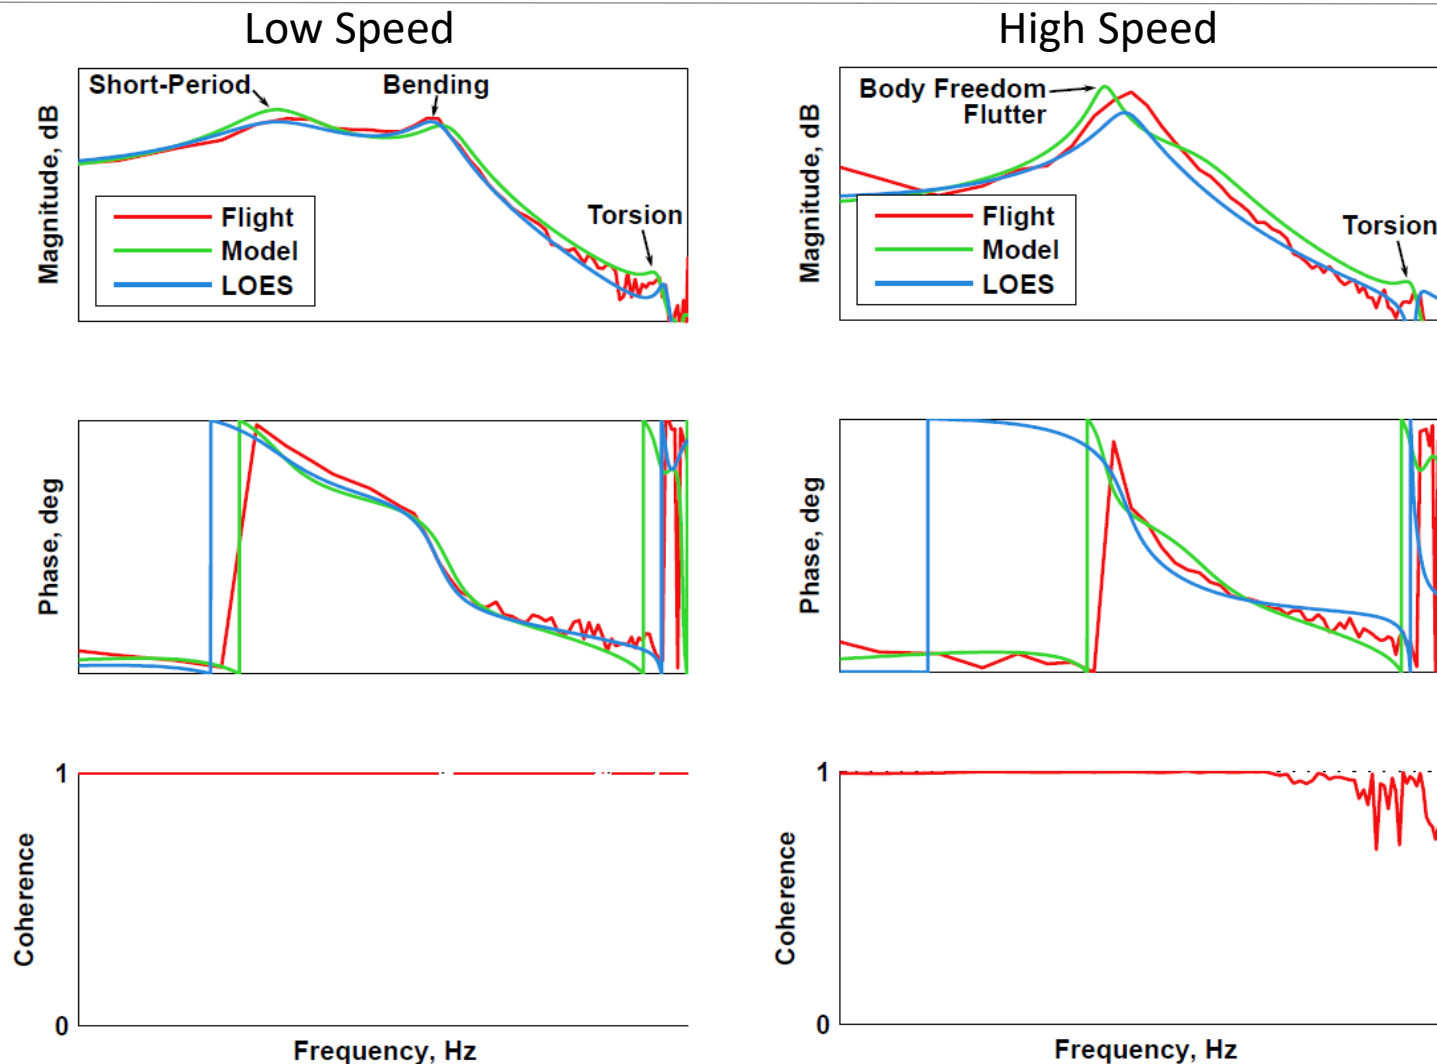 Low Speed
Magnitude, dB
Short-Period
Bending
Torsion
Flight
Model
LOES
Phase, deg
Coherence
1
0
Frequency, Hz
High Speed
Magnitude, dB
Body Freedom
Flutter
Torsion
Flight
Model
LOES
Phase, deg
Coherence
1
0
Frequency, Hz